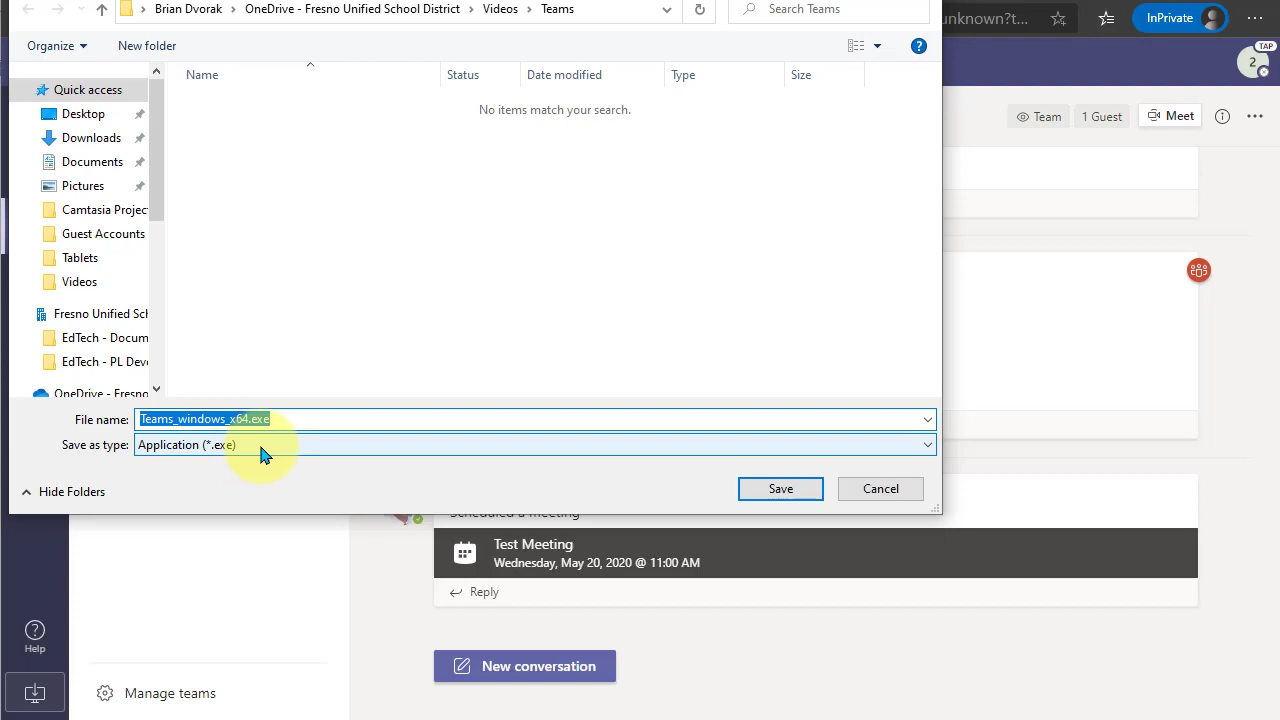 Brian Dvorak > OneDrive - Fresno Unified School District > Videos > Teams
Search Teams
unknown?t...
InPrivate
Organize
New folder
?
TAP
2
Name
Status
Date modified
Type
Size
No items match your search.
Quick access
Desktop
Downloads
Documents
Pictures
Camtasia Projec
Guest Accounts
Tablets
Videos
Fresno Unified Sch
EdTech - Docum
EdTech - PL Deve
OneDrive - Fresno
Team
1 Guest
Meet
File name:
Teams_windows_x64.exe
Save as type:
Application (*.exe)
Hide Folders
Save
Cancel
Scheduled a meeting
Test Meeting
Wednesday, May 20, 2020 @ 11:00 AM
Reply
New conversation
Help
Manage teams